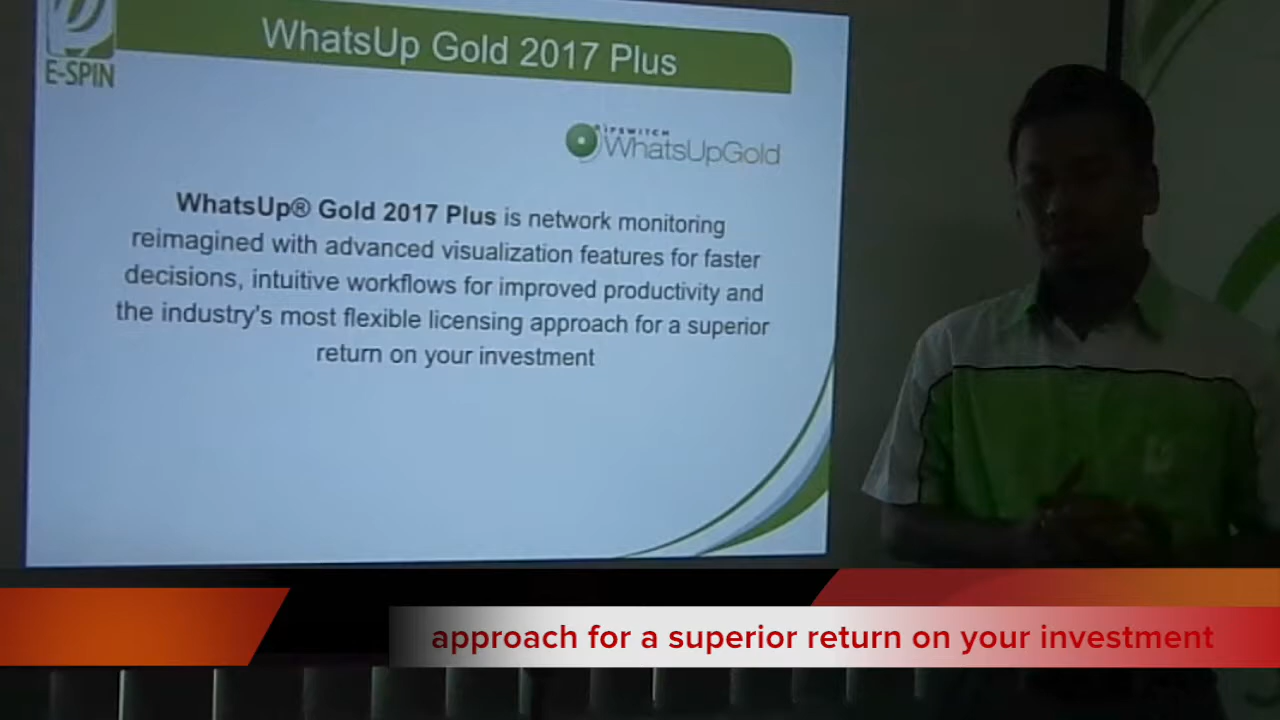 E-SPIN
WhatsUp Gold 2017 Plus
IPSWITCH
WhatsUpGold
WhatsUp® Gold 2017 Plus is network monitoring
reimagined with advanced visualization features for faster
decisions, intuitive workflows for improved productivity and
the industry's most flexible licensing approach for a superior
return on your investment
approach for a superior return on your investment